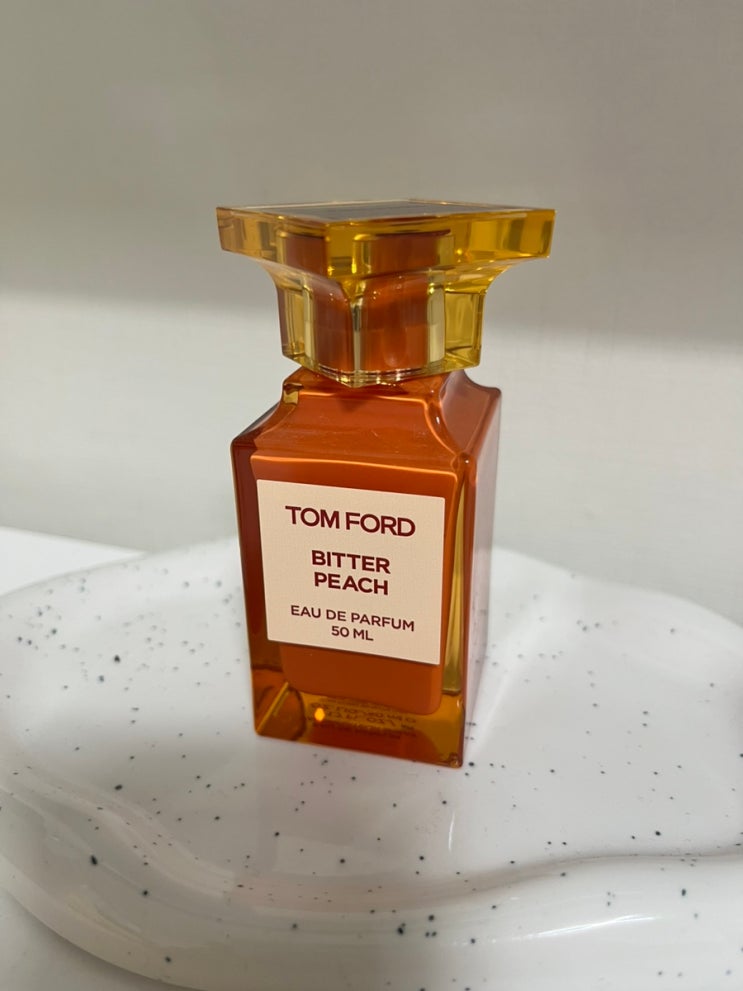 TOM FORD
BITTER
PEACH
EAU DE PARFUM
50 ML